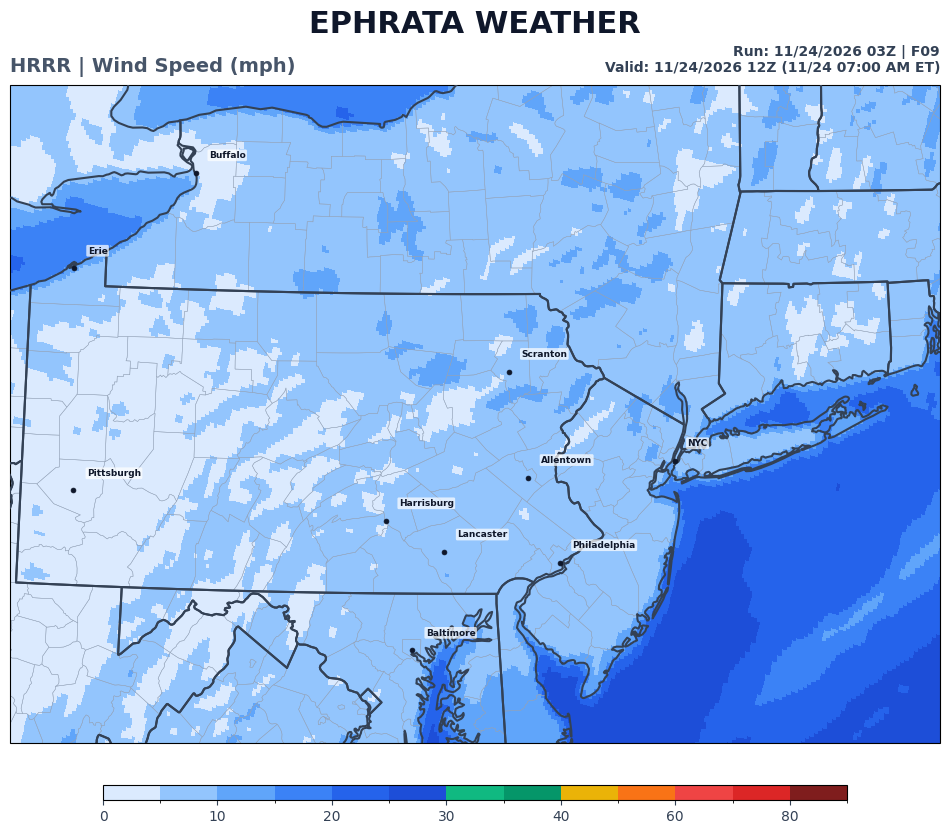 EPHRATA WEATHER
HRRR | Wind Speed (mph)
Run: 11/24/2026 03Z | F09
Valid: 11/24/2026 12Z (11/24 07:00 AM ET)
Buffalo
Erie
Scranton
NYC
Allentown
Pittsburgh
Harrisburg
Lancaster
Philadelphia
Baltimore
0 10 20 30 40 50 60 70 80